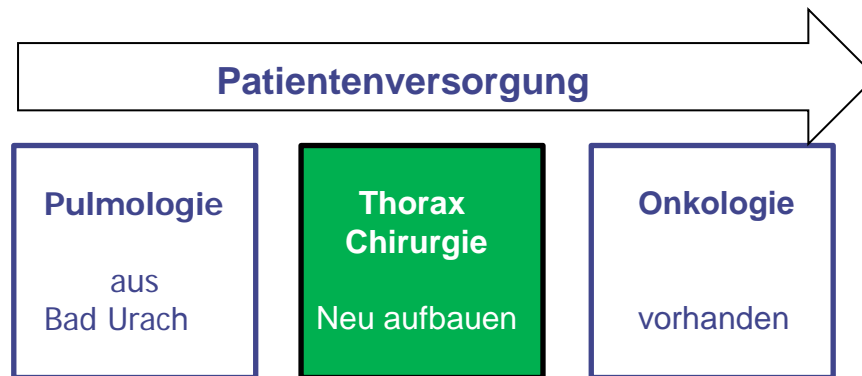 Patientenversorgung
Pulmologie
aus
Bad Urach
Thorax
Chirurgie
Neu aufbauen
Onkologie
vorhanden